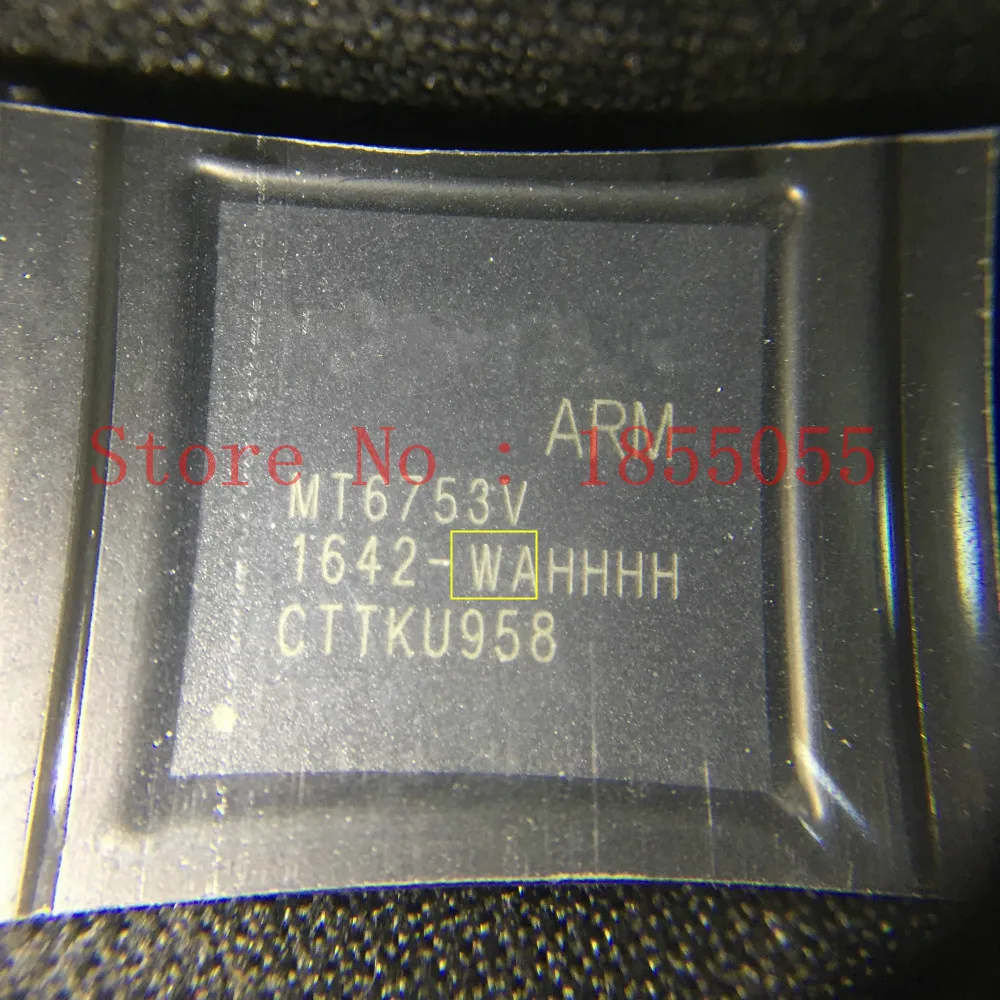 ARM
Store No : 1855055
MT6753V
1642-WAHHHH
CTTKU958